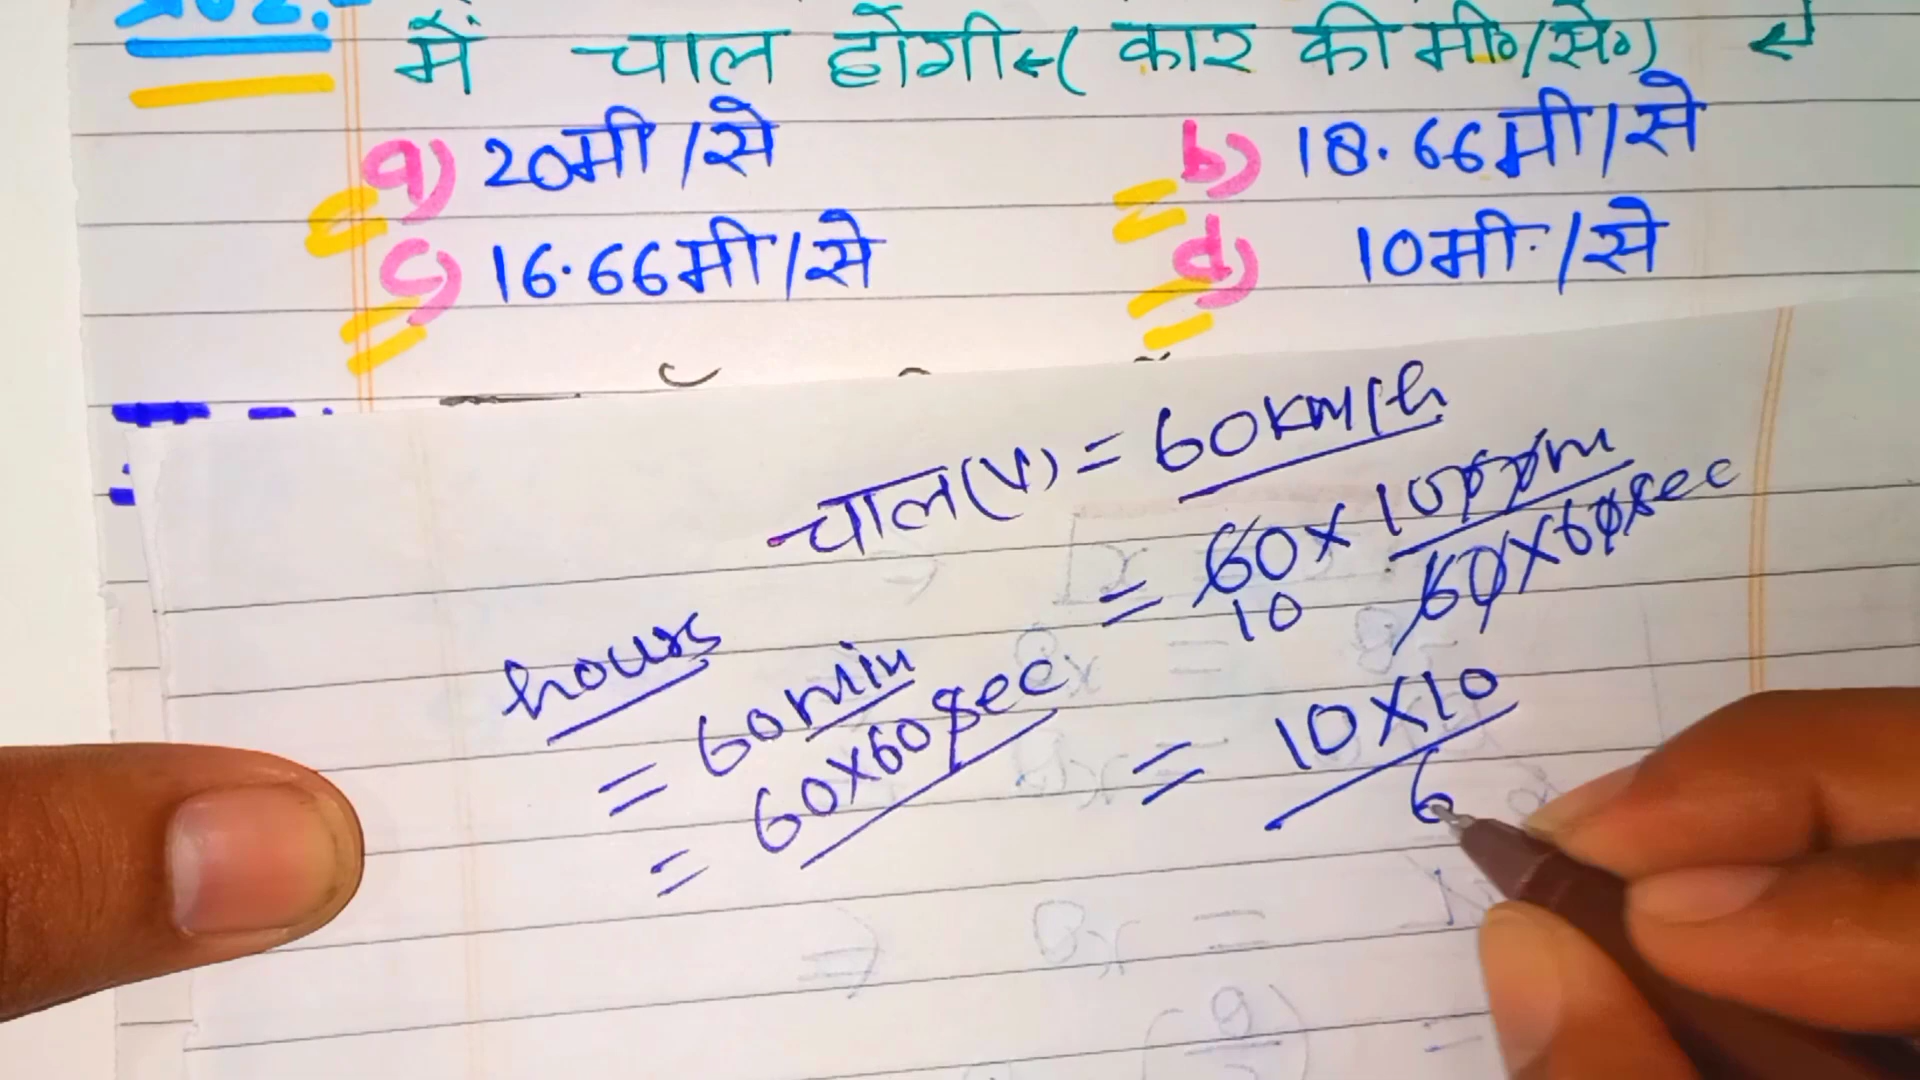 में चाल होगी ( कार की मी०/से०) से
a) 20मी/से b) 18.66मी/से
c) 16.66मी/से d) 10मी./से
चाल(V) = 60Km/h
= 60 × 1000m / 60×60sec
10
hours
= 60min
= 60×60sec
= 10×10 / 6